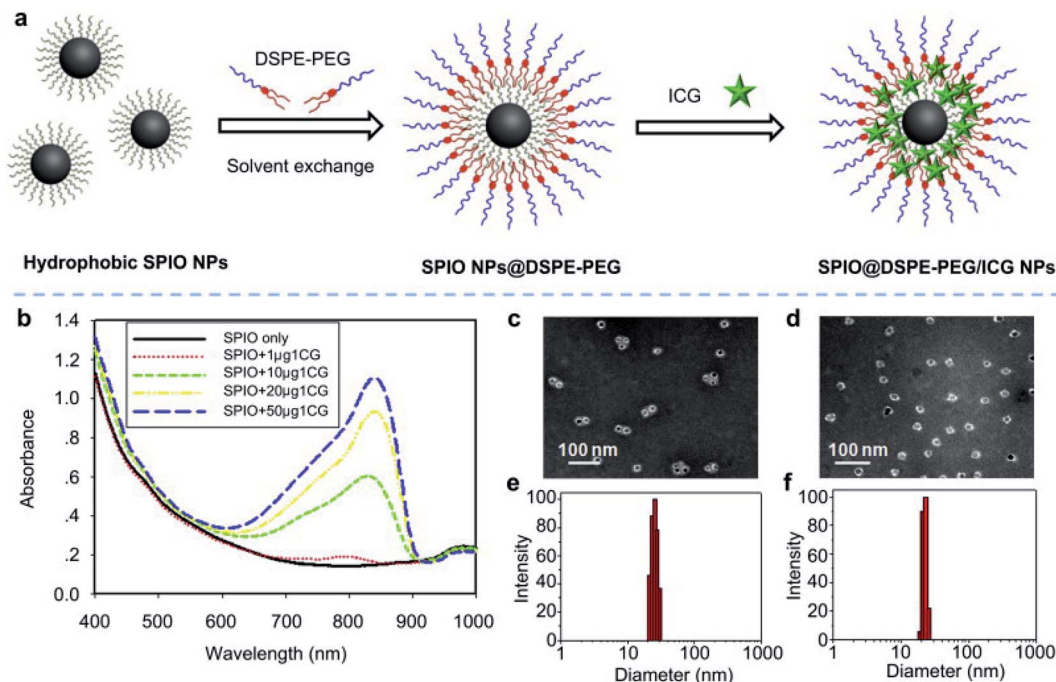 a
DSPE-PEG
Solvent exchange
ICG
Hydrophobic SPIO NPs
SPIO NPs@DSPE-PEG
SPIO@DSPE-PEG/ICG NPs
b
1.4
1.2
1.0
.8
.6
.4
.2
0.0
Absorbance
SPIO only
SPIO+1μg1CG
SPIO+10μg1CG
SPIO+20μg1CG
SPIO+50μg1CG
400 500 600 700 800 900 1000
Wavelength (nm)
c
100 nm
d
100 nm
e
100
80
60
40
20
0
Intensity
1 10 100 1000
Diameter (nm)
f
100
80
60
40
20
0
Intensity
1 10 100 1000
Diameter (nm)